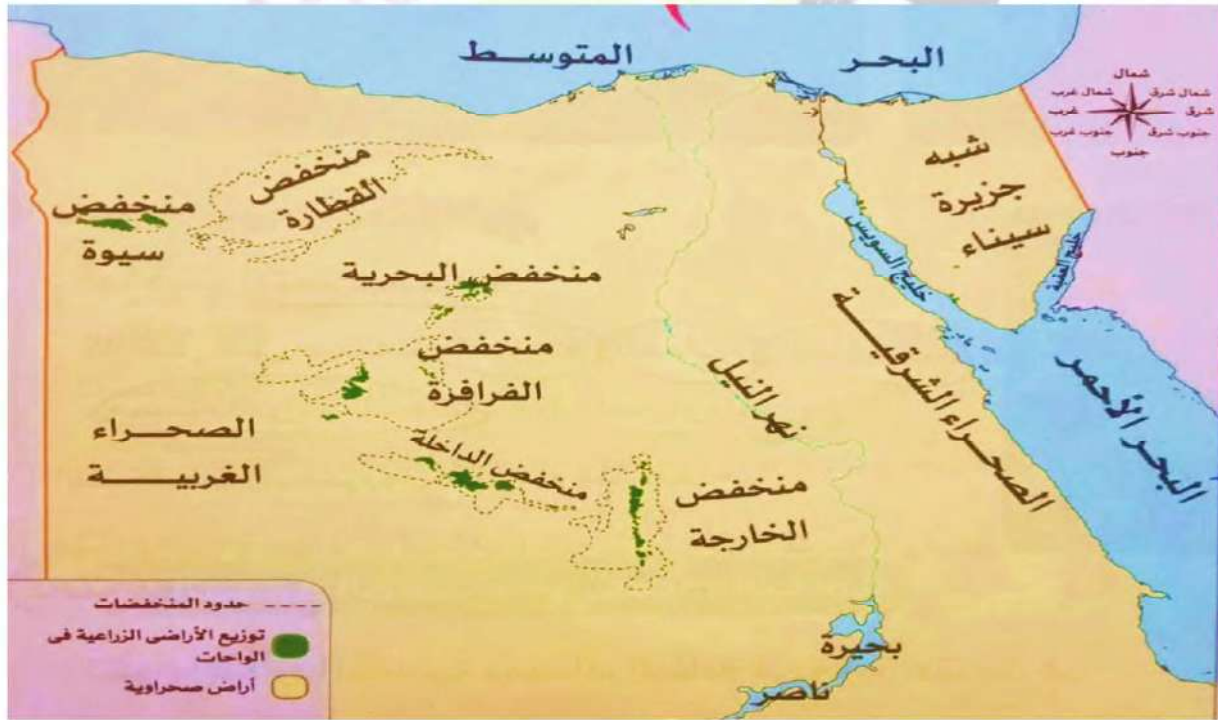 البحر
المتوسط
شمال
شمال شرق
شمال غرب
شرق
غرب
جنوب شرق
جنوب غرب
جنوب
شبه
جزيرة
سيناء
منخفض
القطارة
منخفض
سيوة
خليج السويس
خليج العقبة
منخفض البحرية
منخفض
الفرافرة
نهر النيل
الصحراء الشرقية
البحر الأحمر
الصحراء
الغربية
منخفض الداخلة
منخفض
الخارجة
بحيرة
ناصر
حدود المنخفضات
توزيع الأراضى الزراعية فى
الواحات
أراض صحراوية